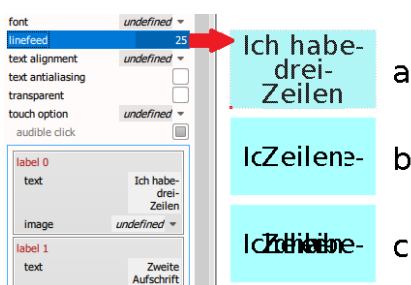 font undefined
linefeed 25
text alignment undefined
text antialiasing
transparent
touch option undefined
audible click
label 0
text Ich habe-
drei-
Zeilen
image undefined
label 1
text Zweite
Aufschrift
Ich habe-
drei-
Zeilen
a
b
c